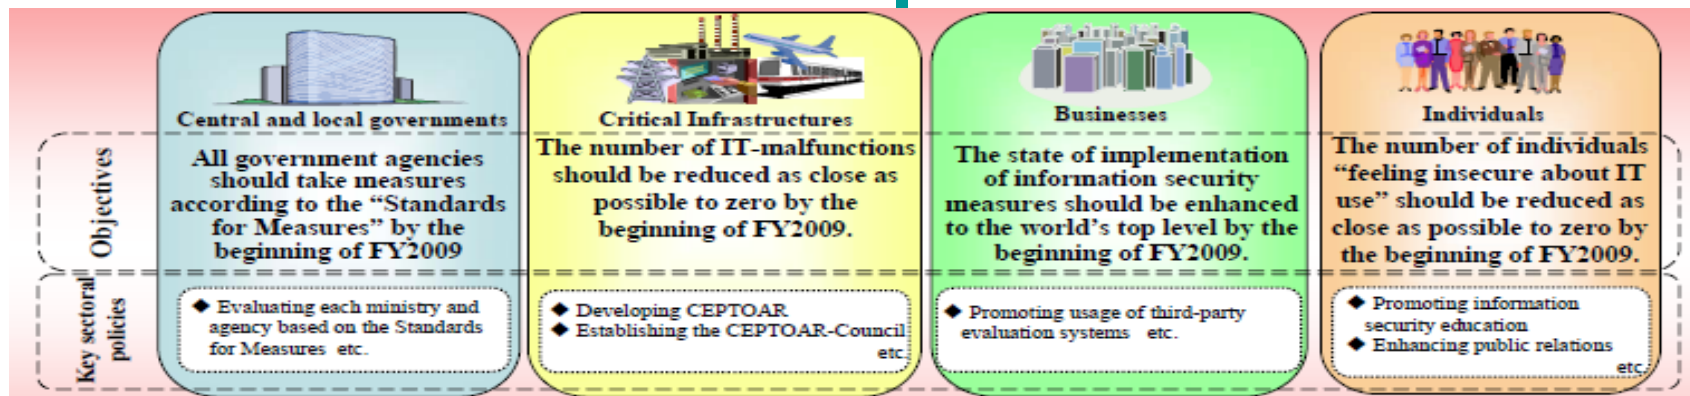 Central and local governments
Critical Infrastructures
Businesses
Individuals
Objectives
All government agencies
should take measures
according to the “Standards
for Measures” by the
beginning of FY2009
The number of IT-malfunctions
should be reduced as close as
possible to zero by the
beginning of FY2009.
The state of implementation
of information security
measures should be enhanced
to the world’s top level by the
beginning of FY2009.
The number of individuals
“feeling insecure about IT
use” should be reduced as
close as possible to zero by
the beginning of FY2009.
Key sectoral
policies
◆ Evaluating each ministry and
agency based on the Standards
for Measures etc.
◆ Developing CEPTOAR
◆ Establishing the CEPTOAR-Council
etc.
◆ Promoting usage of third-party
evaluation systems etc.
◆ Promoting information
security education
◆ Enhancing public relations
etc.